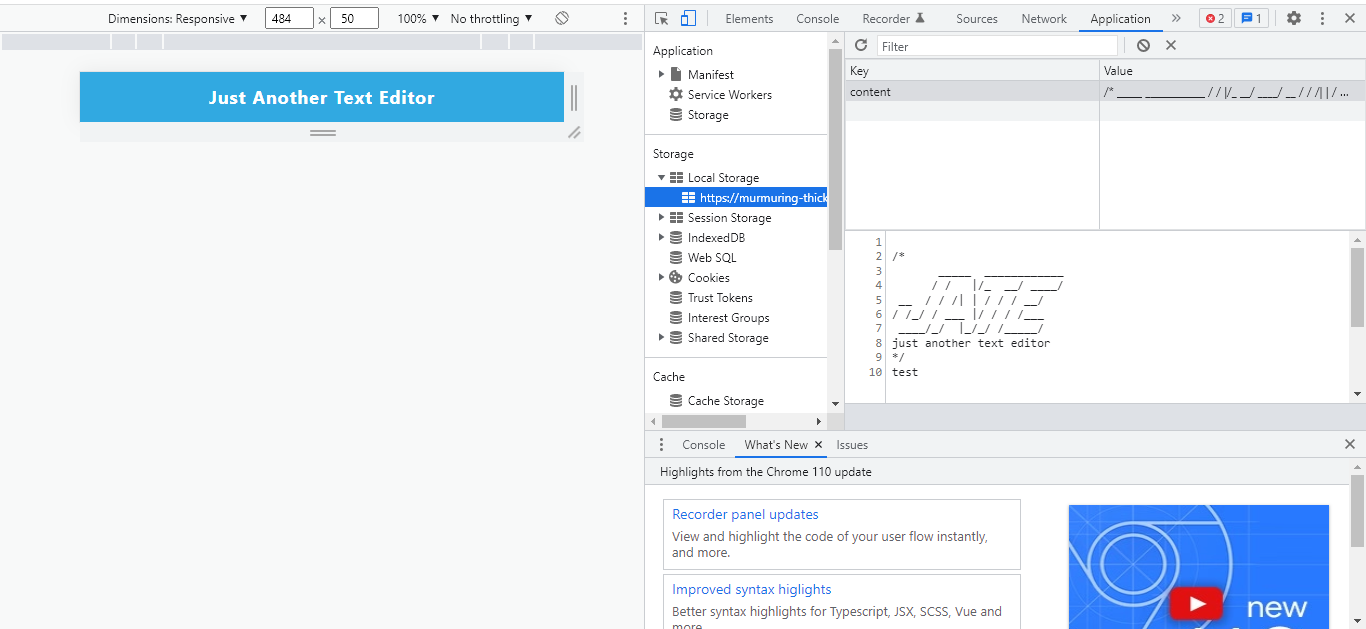 Dimensions: Responsive ▼ 484 × 50 100% ▼ No throttling ▼
Elements Console Recorder Sources Network Application » 2 1
Just Another Text Editor
Application
Manifest
Service Workers
Storage
Storage
Local Storage
https://murmuring-thick
Session Storage
IndexedDB
Web SQL
Cookies
Trust Tokens
Interest Groups
Shared Storage
Cache
Cache Storage
Filter
Key Value
content /* _____ ____________ / / |/_ __/ ____/ __ / / /| | / ...
1
2 /*
3       _____  ____________
4      / /   |/_  __/ ____/
5  __  / / /| | / / / __/
6 / /_/ / ___ |/ / / /___
7  ____/_/  |_/_/ /_____/
8 just another text editor
9 */
10 test
Console What's New × Issues
Highlights from the Chrome 110 update
Recorder panel updates
View and highlight the code of your user flow instantly,
and more.
Improved syntax higlights
Better syntax highlights for Typescript, JSX, SCSS, Vue and
more.
new